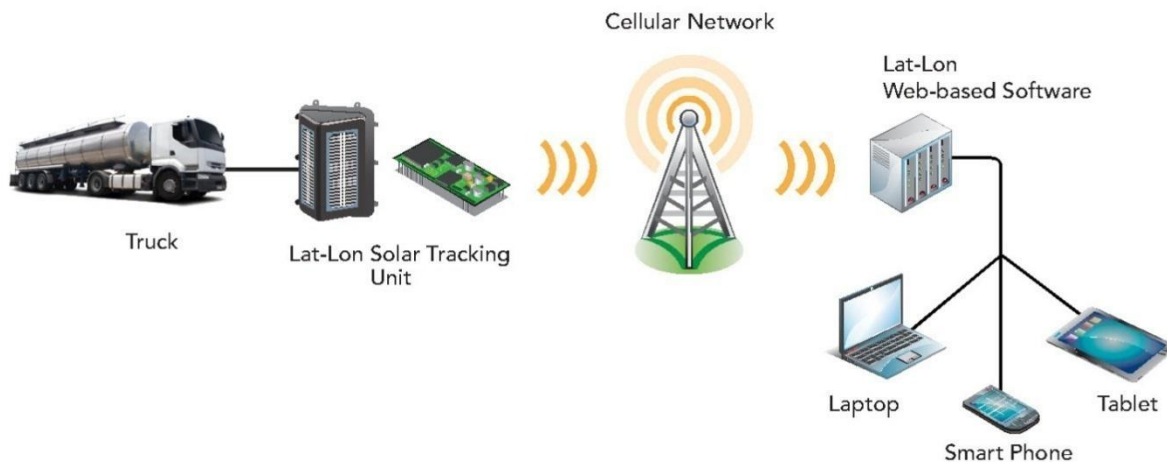 Cellular Network
Lat-Lon
Web-based Software
Truck
Lat-Lon Solar Tracking
Unit
Laptop
Tablet
Smart Phone